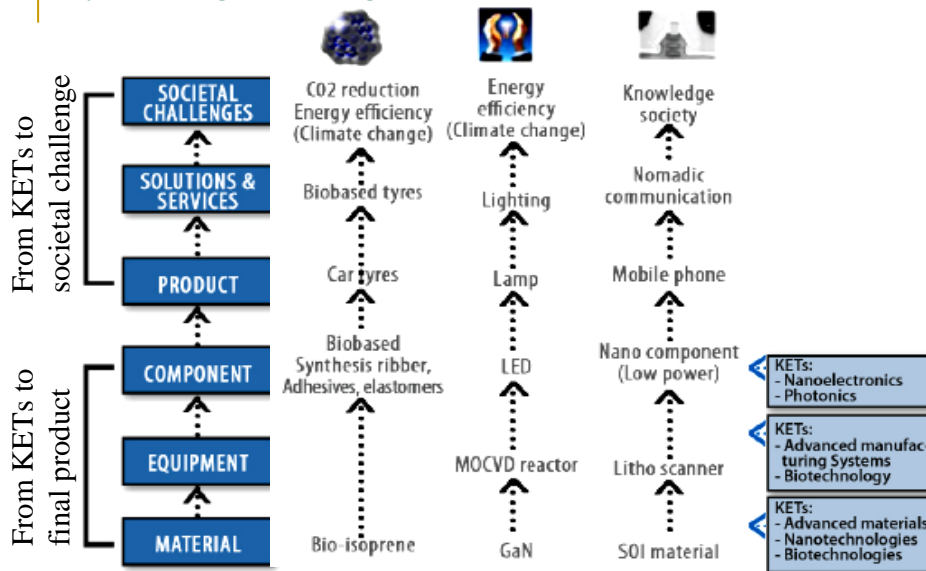 From KETs to
societal challenge
From KETs to
final product
SOCIETAL
CHALLENGES
SOLUTIONS &
SERVICES
PRODUCT
COMPONENT
EQUIPMENT
MATERIAL
CO2 reduction
Energy efficiency
(Climate change)
Biobased tyres
Car tyres
Biobased
Synthesis ribber,
Adhesives, elastomers
Bio-isoprene
Energy
efficiency
(Climate change)
Lighting
Lamp
LED
MOCVD reactor
GaN
Knowledge
society
Nomadic
communication
Mobile phone
Nano component
(Low power)
Litho scanner
SOI material
KETs:
- Nanoelectronics
- Photonics
KETs:
- Advanced manufac-
turing Systems
- Biotechnology
KETs:
- Advanced materials
- Nanotechnologies
- Biotechnologies